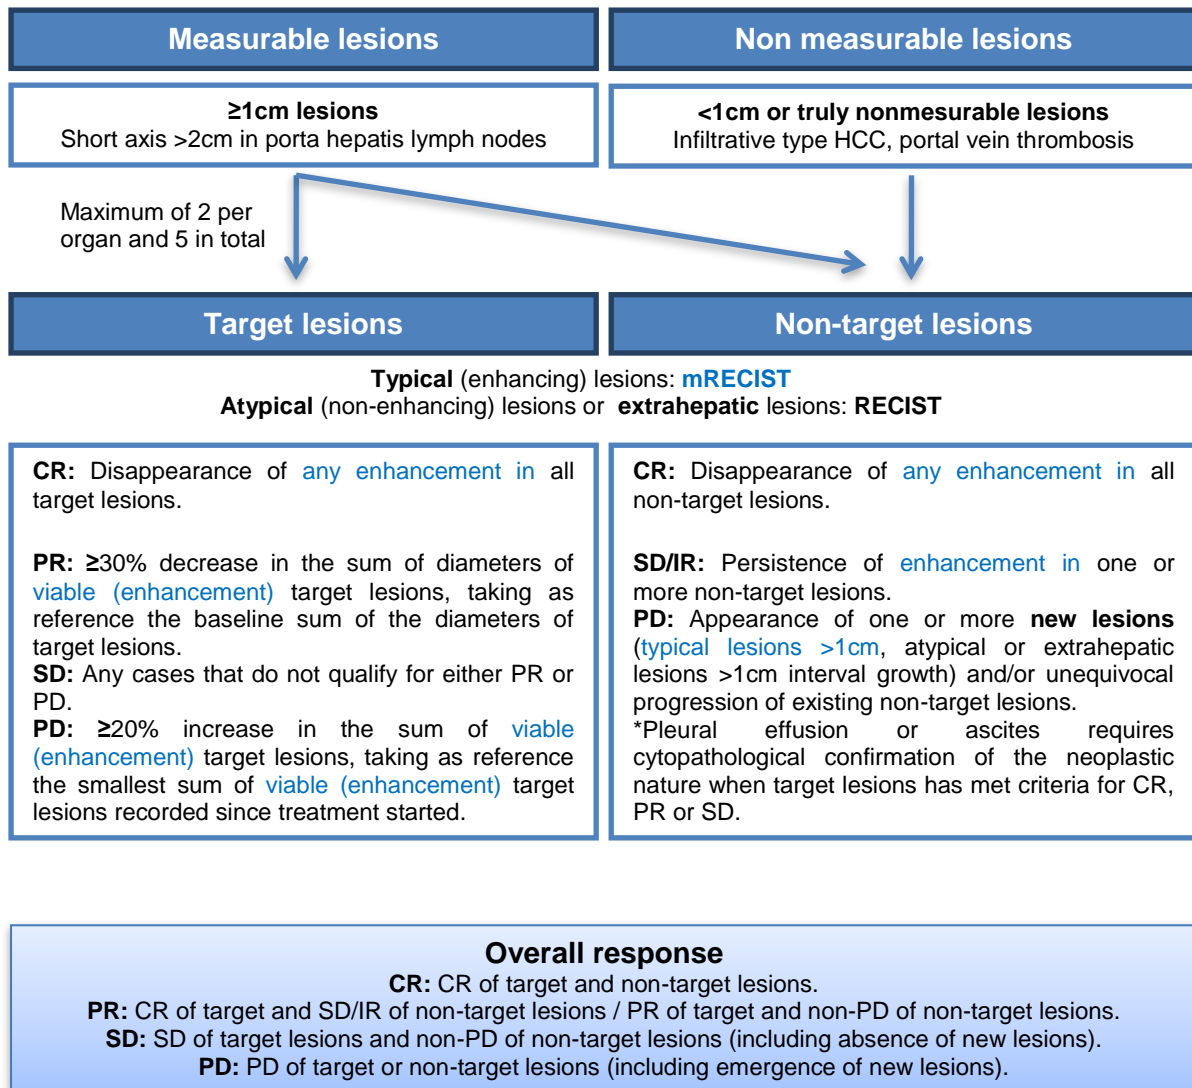 Measurable lesions
Non measurable lesions
≥1cm lesions
Short axis >2cm in porta hepatis lymph nodes
<1cm or truly nonmesurable lesions
Infiltrative type HCC, portal vein thrombosis
Maximum of 2 per
organ and 5 in total
Target lesions
Non-target lesions
Typical (enhancing) lesions: mRECIST
Atypical (non-enhancing) lesions or extrahepatic lesions: RECIST
CR: Disappearance of any enhancement in all
target lesions.
PR: ≥30% decrease in the sum of diameters of
viable (enhancement) target lesions, taking as
reference the baseline sum of the diameters of
target lesions.
SD: Any cases that do not qualify for either PR or
PD.
PD: ≥20% increase in the sum of viable
(enhancement) target lesions, taking as reference
the smallest sum of viable (enhancement) target
lesions recorded since treatment started.
CR: Disappearance of any enhancement in all
non-target lesions.
SD/IR: Persistence of enhancement in one or
more non-target lesions.
PD: Appearance of one or more new lesions
(typical lesions >1cm, atypical or extrahepatic
lesions >1cm interval growth) and/or unequivocal
progression of existing non-target lesions.
*Pleural effusion or ascites requires
cytopathological confirmation of the neoplastic
nature when target lesions has met criteria for CR,
PR or SD.
Overall response
CR: CR of target and non-target lesions.
PR: CR of target and SD/IR of non-target lesions / PR of target and non-PD of non-target lesions.
SD: SD of target lesions and non-PD of non-target lesions (including absence of new lesions).
PD: PD of target or non-target lesions (including emergence of new lesions).